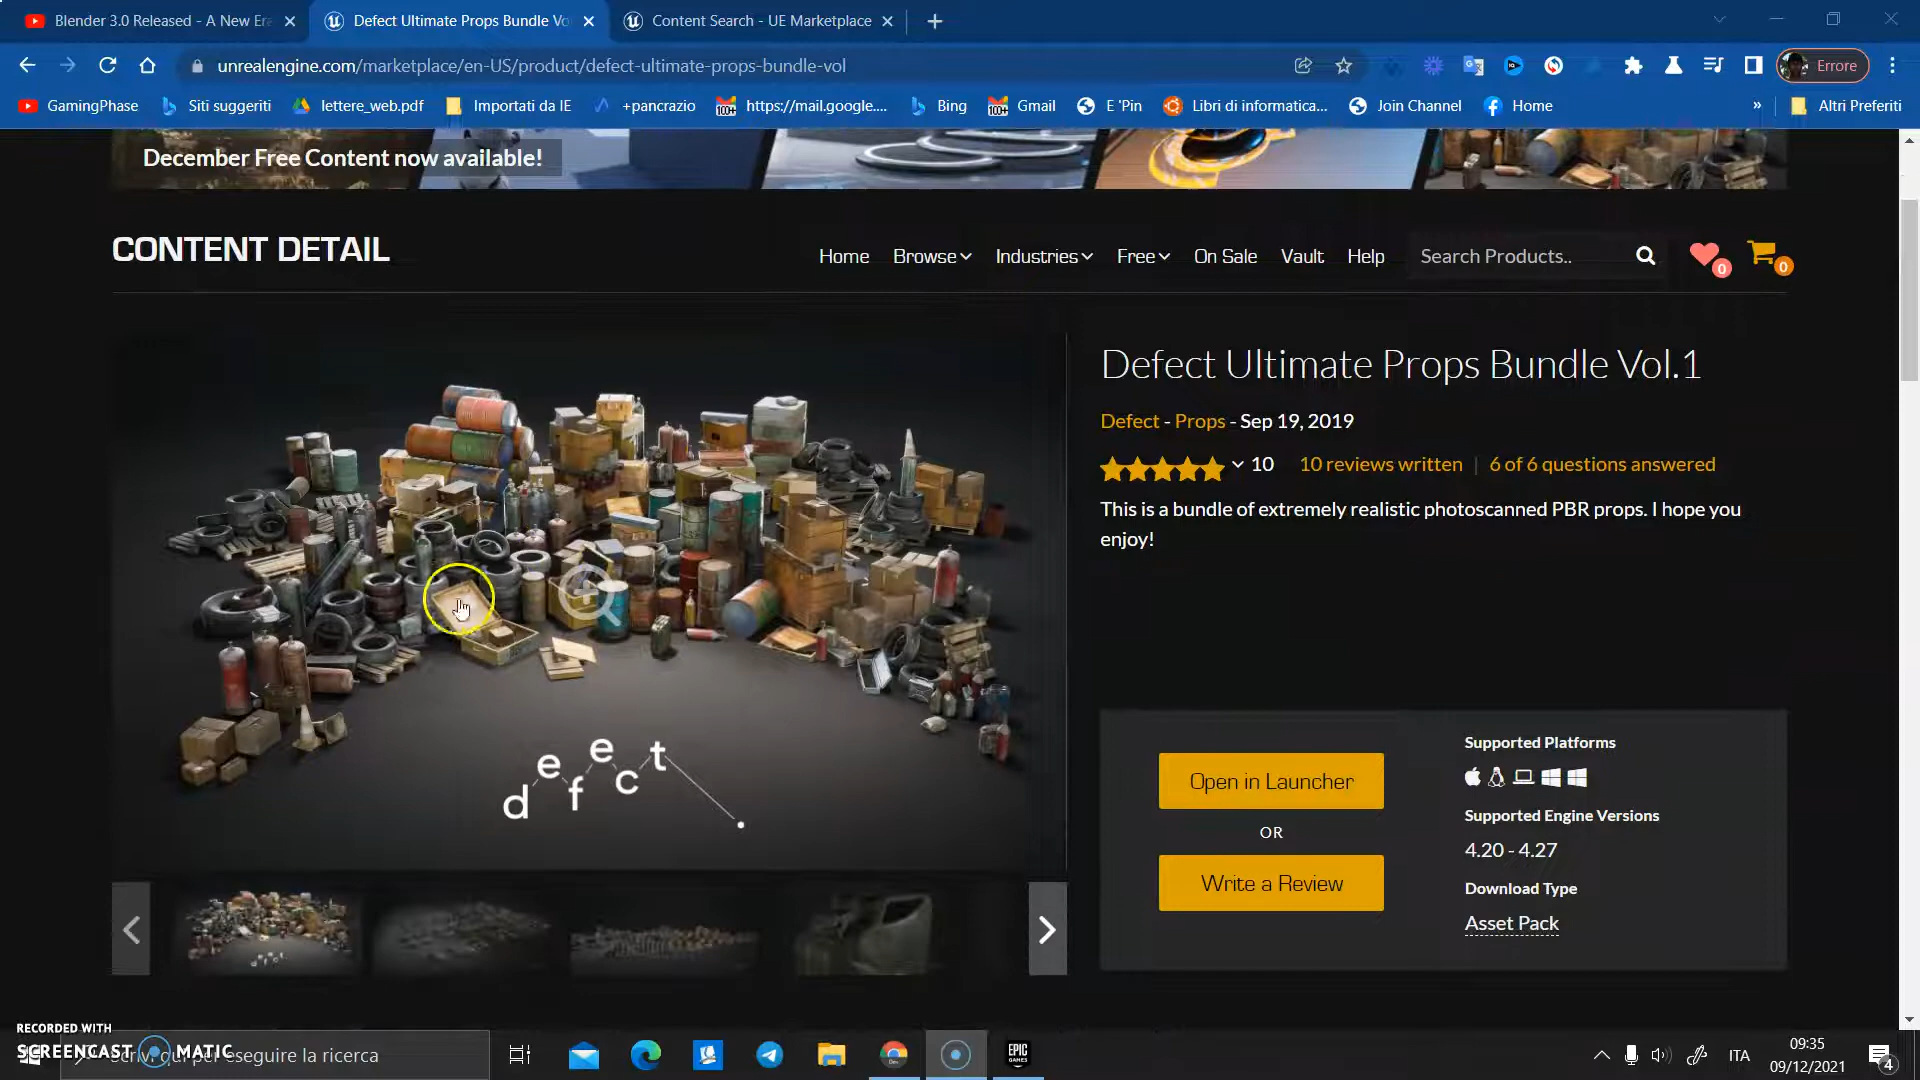 Blender 3.0 Released - A New Era
Defect Ultimate Props Bundle Vo
Content Search - UE Marketplace
unrealengine.com/marketplace/en-US/product/defect-ultimate-props-bundle-vol
Errore
GamingPhase
Siti suggeriti
lettere_web.pdf
Importati da IE
+pancrazio
https://mail.google....
Bing
Gmail
E 'Pin
Libri di informatica...
Join Channel
Home
»
Altri Preferiti
December Free Content now available!
CONTENT DETAIL
Home
Browse
Industries
Free
On Sale
Vault
Help
Search Products..
0
0
Defect Ultimate Props Bundle Vol.1
Defect - Props - Sep 19, 2019
10
10 reviews written | 6 of 6 questions answered
This is a bundle of extremely realistic photoscanned PBR props. I hope you
enjoy!
defect
Open in Launcher
OR
Write a Review
Supported Platforms
Supported Engine Versions
4.20 - 4.27
Download Type
Asset Pack
RECORDED WITH
SCREENCAST MATIC
Scrivi qui per eseguire la ricerca
EPIC GAMES
ITA
09:35
09/12/2021
4